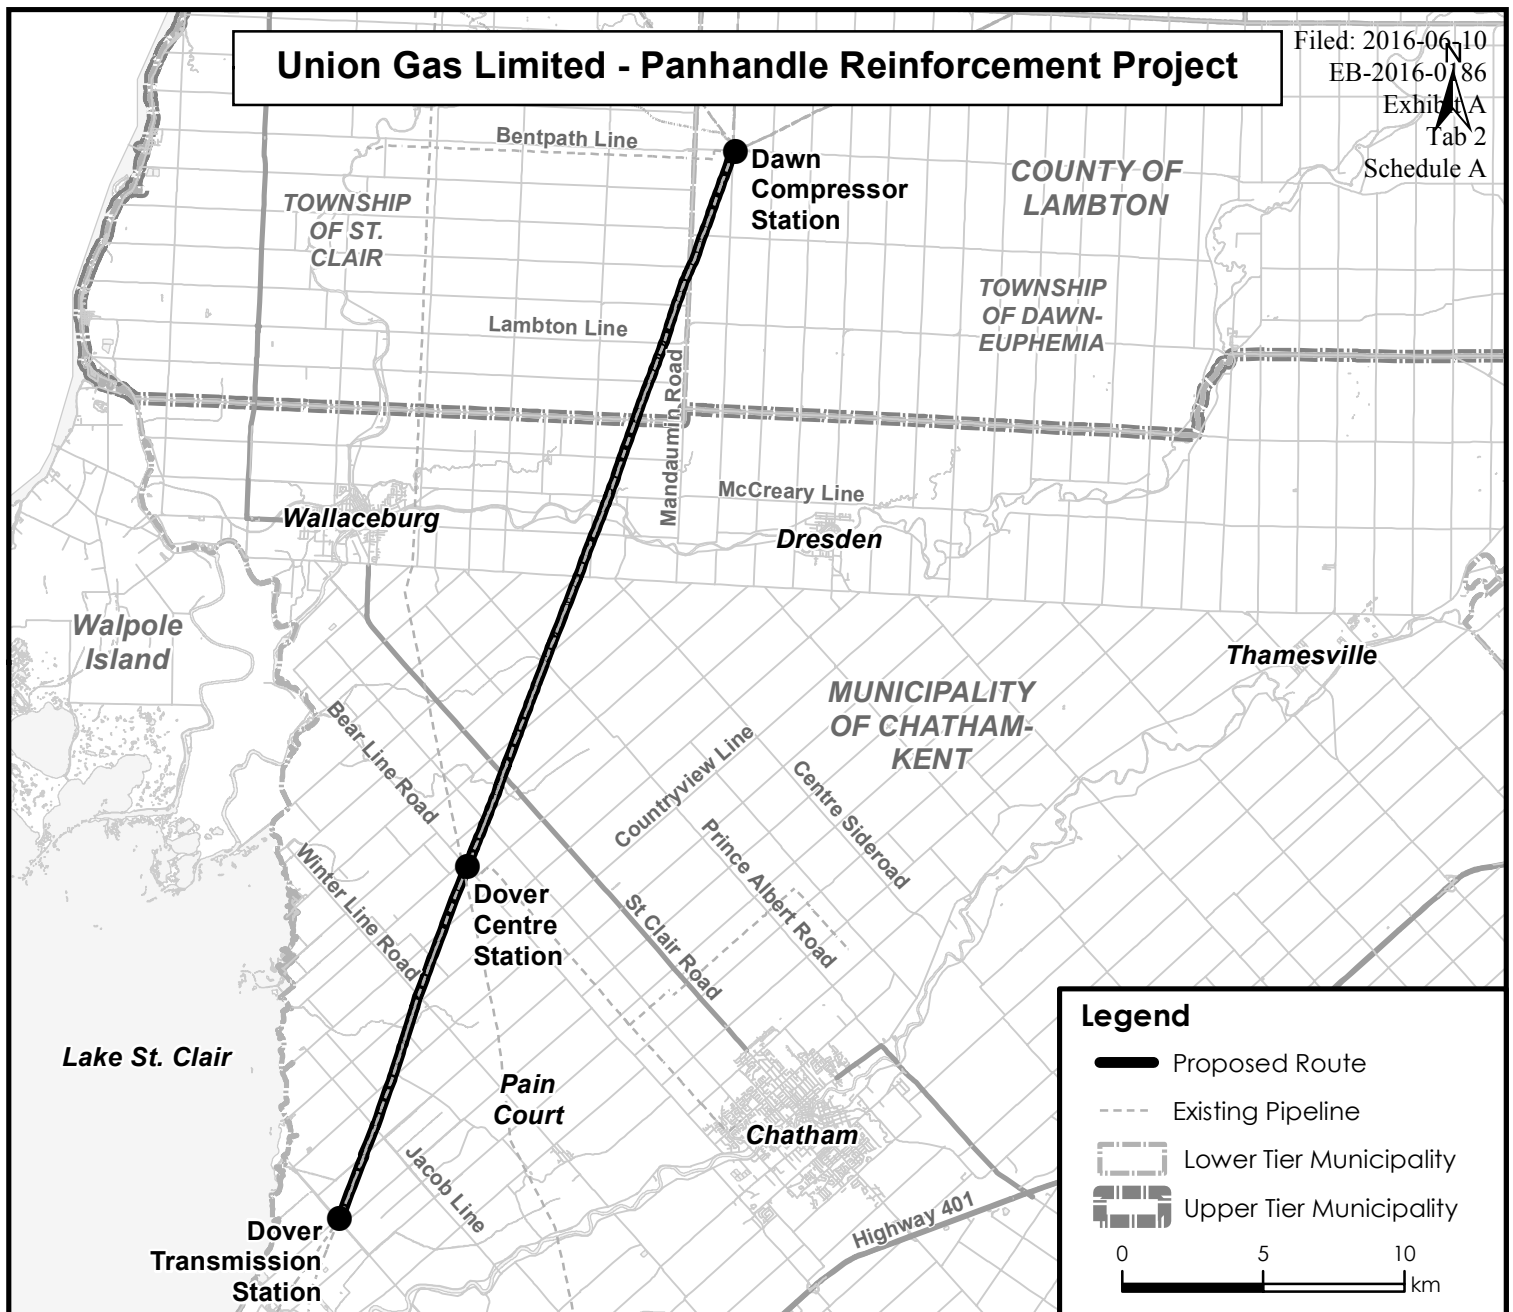 Union Gas Limited - Panhandle Reinforcement Project
Filed: 2016-06-10
EB-2016-0186
Exhibit A
Tab 2
Schedule A
N
Bentpath Line
Dawn
Compressor
Station
COUNTY OF
LAMBTON
TOWNSHIP
OF ST.
CLAIR
TOWNSHIP
OF DAWN-
EUPHEMIA
Lambton Line
Mandaumin Road
McCreary Line
Wallaceburg
Dresden
Walpole
Island
Thamesville
MUNICIPALITY
OF CHATHAM-
KENT
Bear Line Road
Countryview Line
Centre Sideroad
Prince Albert Road
Winter Line Road
Dover
Centre
Station
St Clair Road
Lake St. Clair
Pain
Court
Chatham
Jacob Line
Highway 401
Dover
Transmission
Station
Legend
Proposed Route
Existing Pipeline
Lower Tier Municipality
Upper Tier Municipality
0 5 10
km